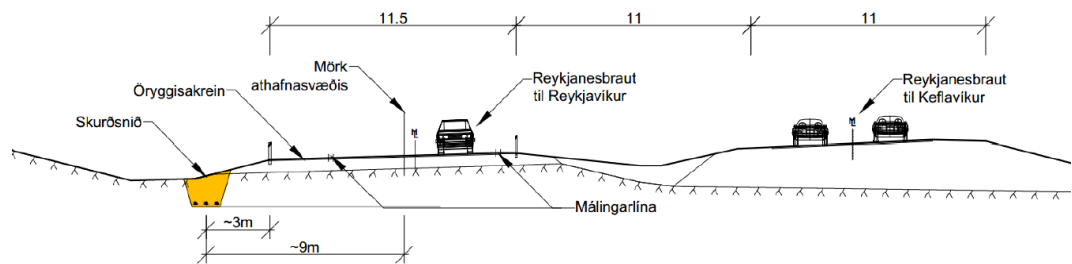 11.5
11
11
Mörk
athafnasvæðis
Öryggisakrein
Skurðsnið
Reykjanesbraut
til Reykjavíkur
Reykjanesbraut
til Keflavíkur
Málingarlína
~3m
~9m